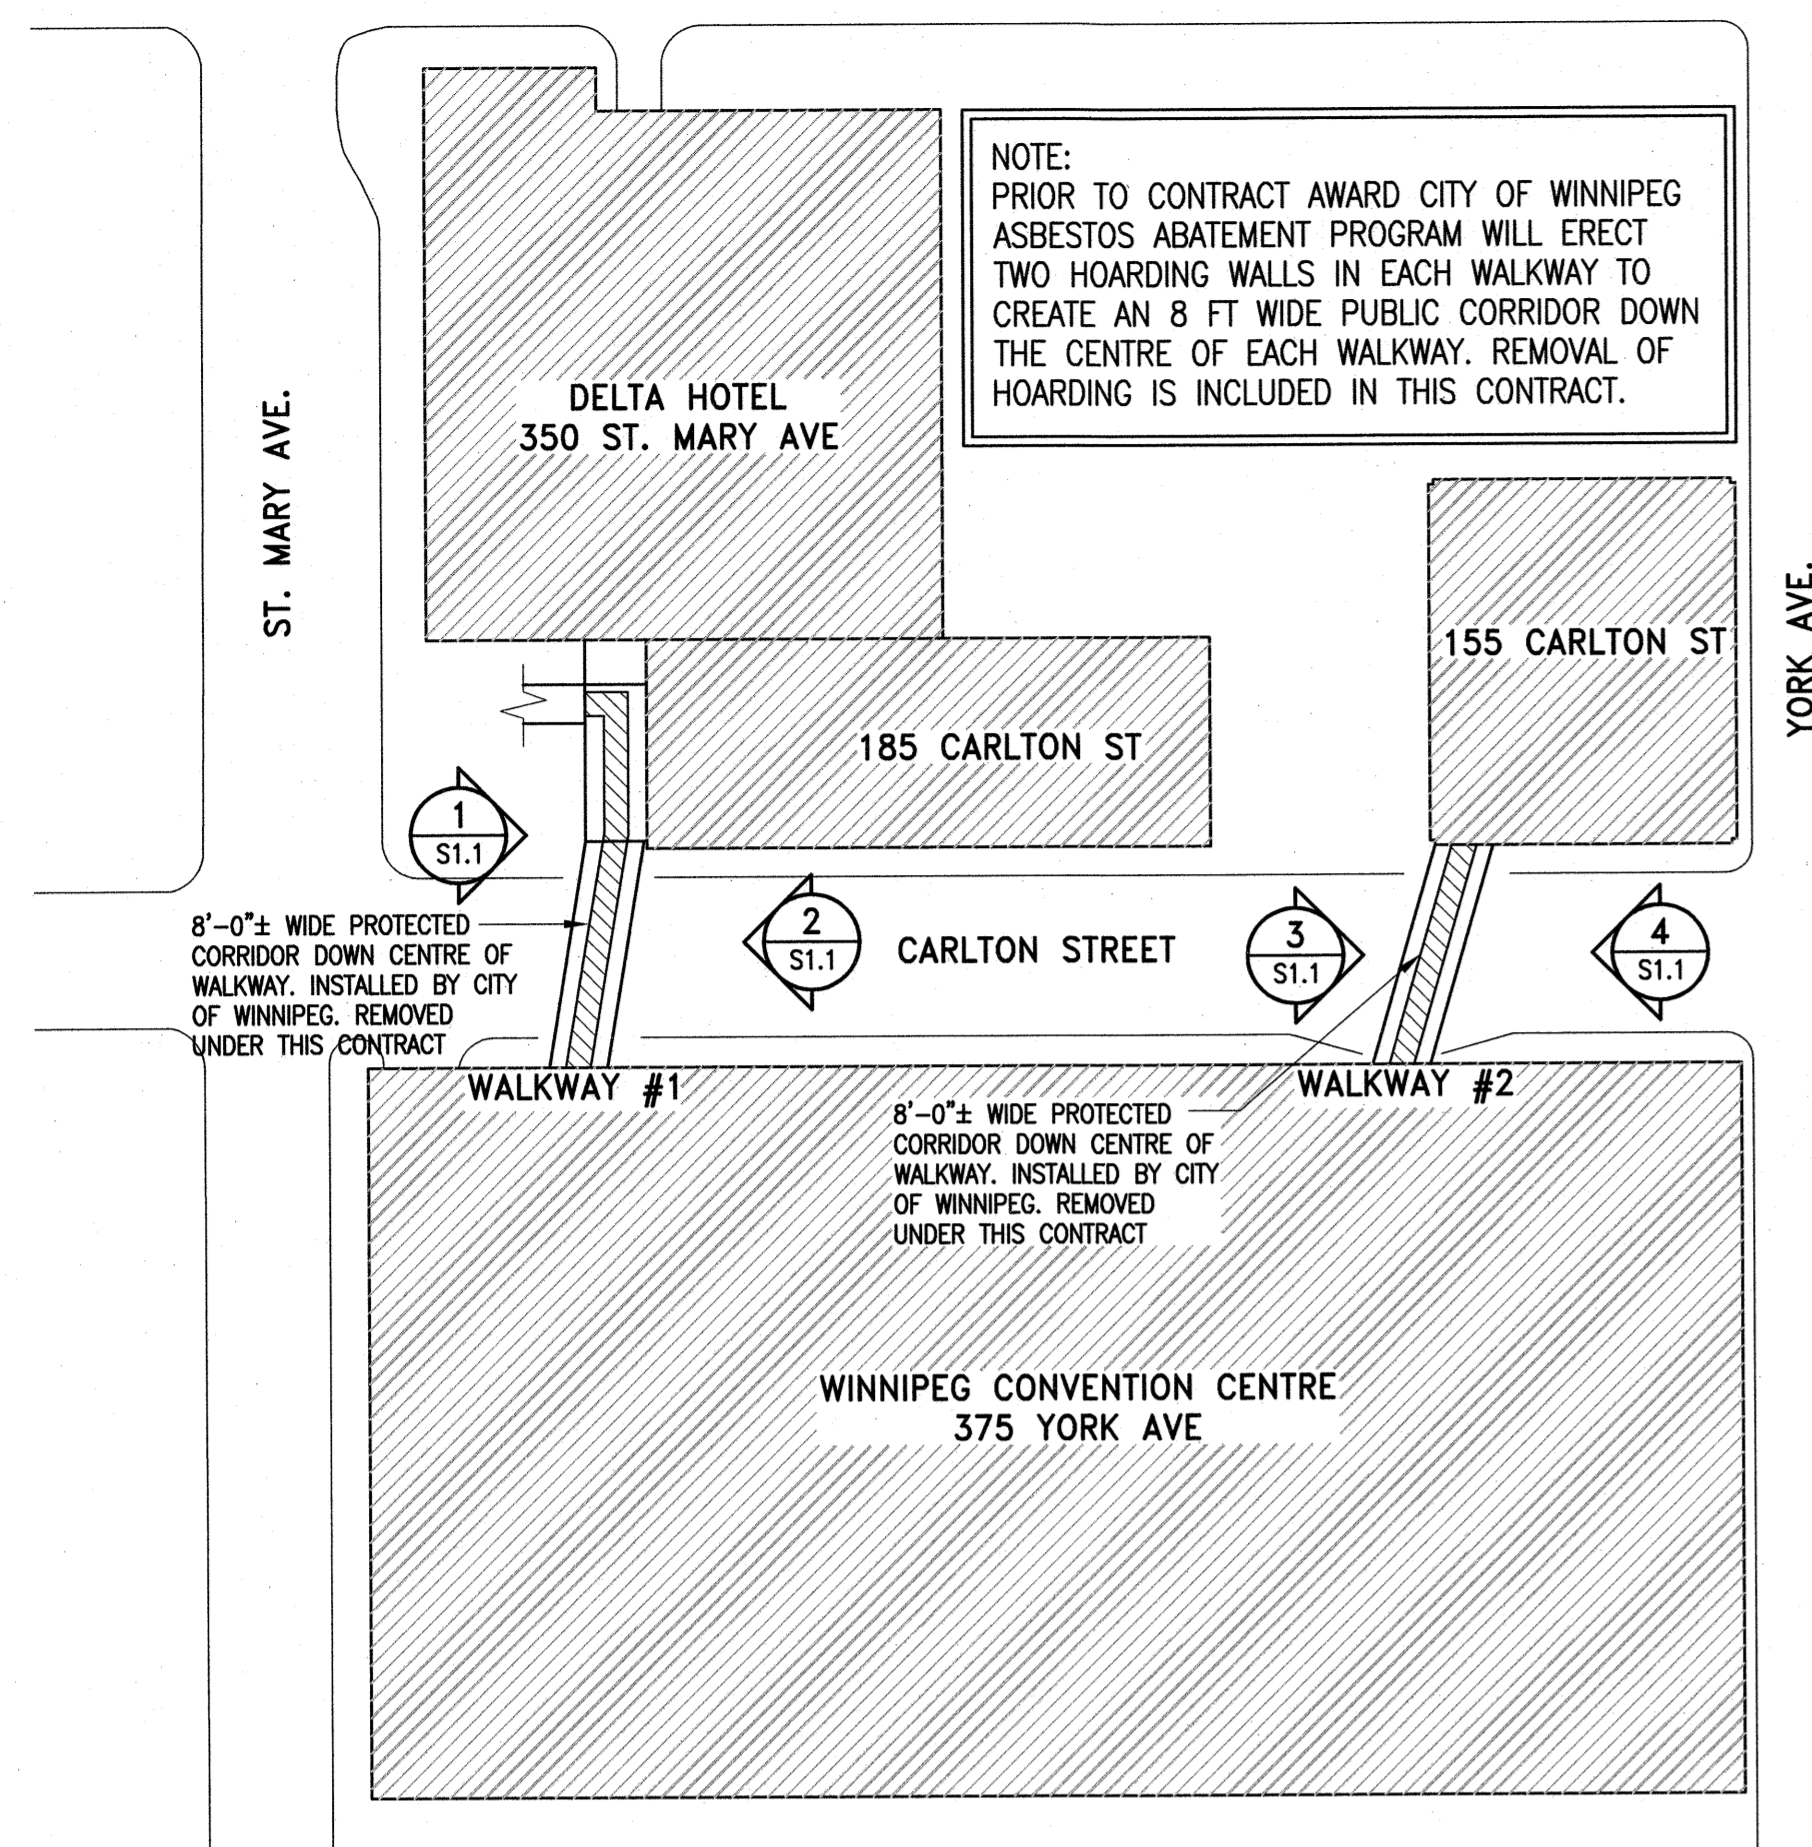 NOTE:
PRIOR TO CONTRACT AWARD CITY OF WINNIPEG
ASBESTOS ABATEMENT PROGRAM WILL ERECT
TWO HOARDING WALLS IN EACH WALKWAY TO
CREATE AN 8 FT WIDE PUBLIC CORRIDOR DOWN
THE CENTRE OF EACH WALKWAY. REMOVAL OF
HOARDING IS INCLUDED IN THIS CONTRACT.
DELTA HOTEL
350 ST. MARY AVE
ST. MARY AVE.
155 CARLTON ST
YORK AVE.
185 CARLTON ST
1
S1.1
8'-0"± WIDE PROTECTED
CORRIDOR DOWN CENTRE OF
WALKWAY. INSTALLED BY CITY
OF WINNIPEG. REMOVED
UNDER THIS CONTRACT
2
S1.1
CARLTON STREET
3
S1.1
4
S1.1
WALKWAY #1
WALKWAY #2
8'-0"± WIDE PROTECTED
CORRIDOR DOWN CENTRE OF
WALKWAY. INSTALLED BY CITY
OF WINNIPEG. REMOVED
UNDER THIS CONTRACT
WINNIPEG CONVENTION CENTRE
375 YORK AVE